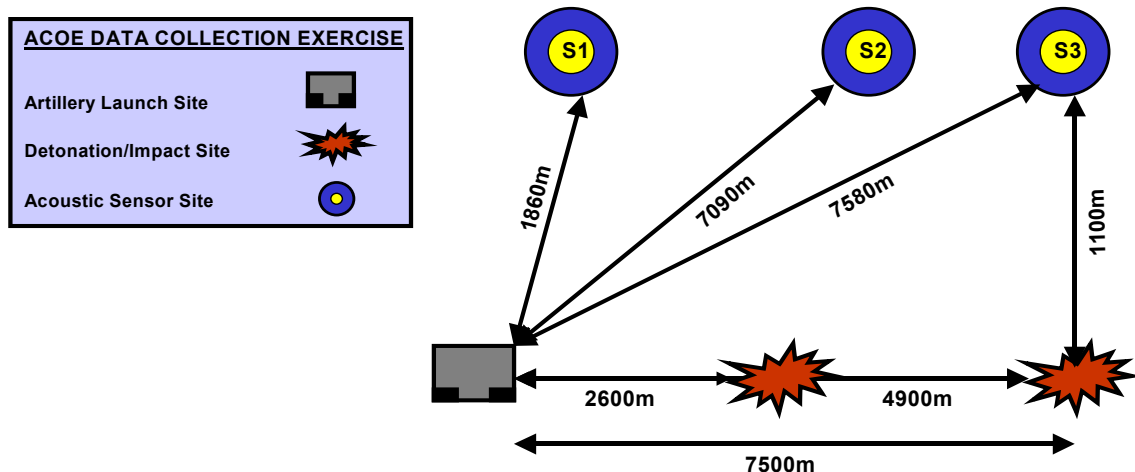 ACOE DATA COLLECTION EXERCISE
Artillery Launch Site
Detonation/Impact Site
Acoustic Sensor Site
S1
S2
S3
1860m
7090m
7580m
1100m
2600m
4900m
7500m